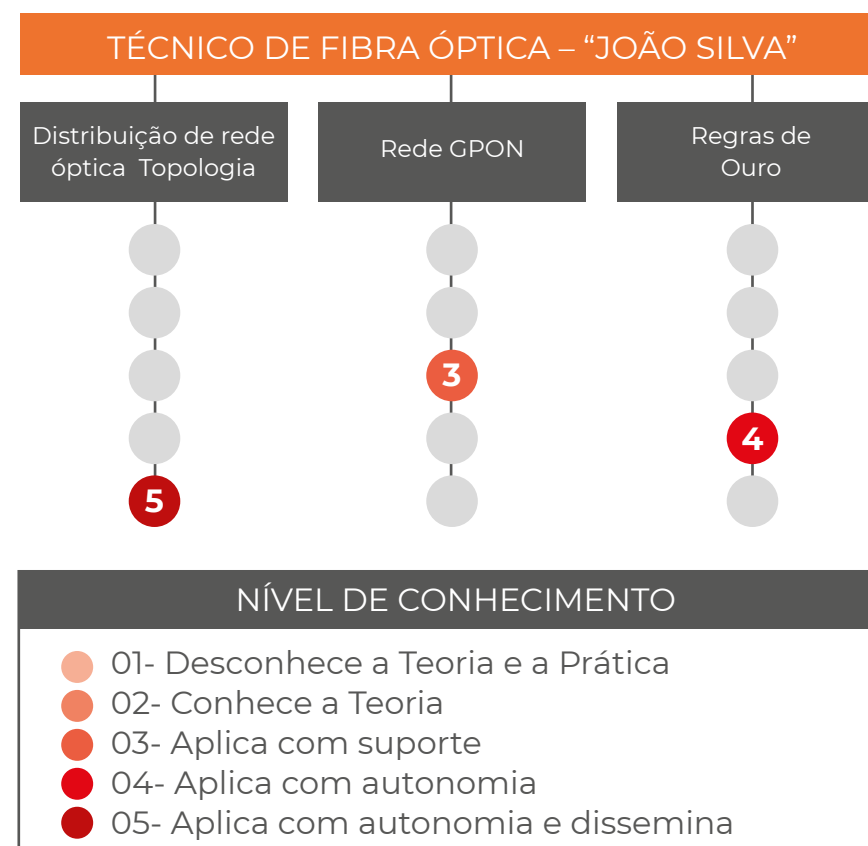 TÉCNICO DE FIBRA ÓPTICA – “JOÃO SILVA”
Distribuição de rede
óptica Topologia
Rede GPON
Regras de
Ouro
3
4
5
NÍVEL DE CONHECIMENTO
01- Desconhece a Teoria e a Prática
02- Conhece a Teoria
03- Aplica com suporte
04- Aplica com autonomia
05- Aplica com autonomia e dissemina